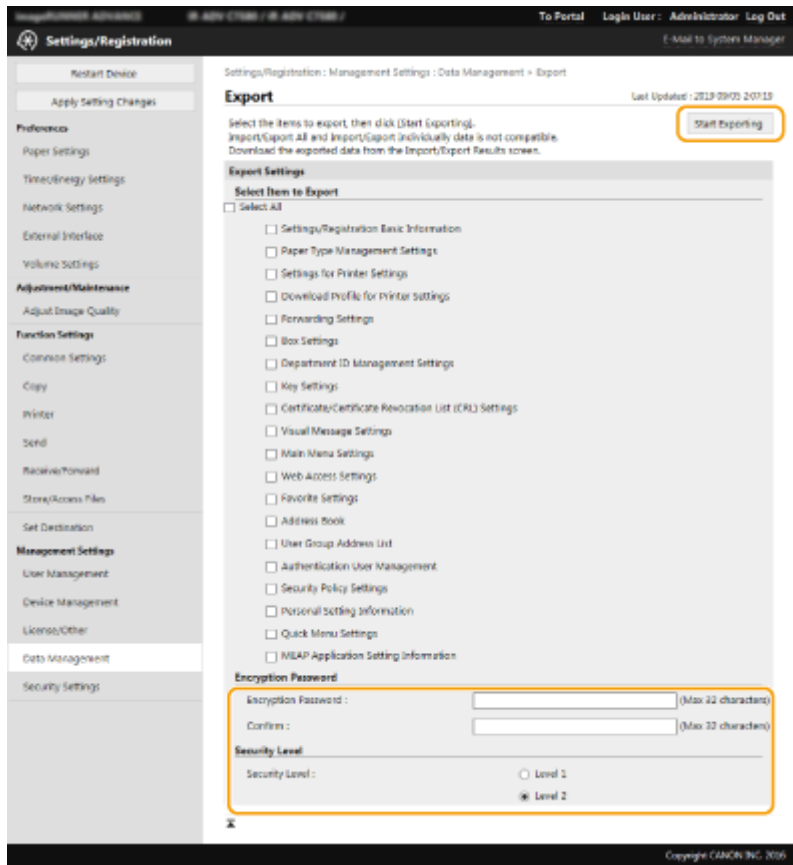 To Portal Login User : Administrator Log Out
Settings/Registration
E-Mail to System Manager
Restart Device
Apply Setting Changes
Preferences
Paper Settings
Timer/Energy Settings
Network Settings
External Interface
Volume Settings
Adjustment/Maintenance
Adjust Image Quality
Function Settings
Common Settings
Copy
Printer
Send
Receive/Forward
Store/Access Files
Set Destination
Management Settings
User Management
Device Management
License/Other
Data Management
Security Settings
Settings/Registration : Management Settings : Data Management > Export
Export
Last Updated : 2019 09/05 2:07:19
Select the items to export, then click [Start Exporting].
Import/Export All and Import/Export Individually data is not compatible.
Download the exported data from the Import/Export Results screen.
Start Exporting
Export Settings
Select Item to Export
Select All
Settings/Registration Basic Information
Paper Type Management Settings
Settings for Printer Settings
Download Profile for Printer Settings
Forwarding Settings
Box Settings
Department ID Management Settings
Key Settings
Certificate/Certificate Revocation List (CRL) Settings
Visual Message Settings
Main Menu Settings
Web Access Settings
Favorite Settings
Address Book
User Group Address List
Authentication User Management
Security Policy Settings
Personal Setting Information
Quick Menu Settings
MEAP Application Setting Information
Encryption Password
Encryption Password : (Max 32 characters)
Confirm : (Max 32 characters)
Security Level
Security Level : Level 1
Level 2
Copyright CANON INC. 2016